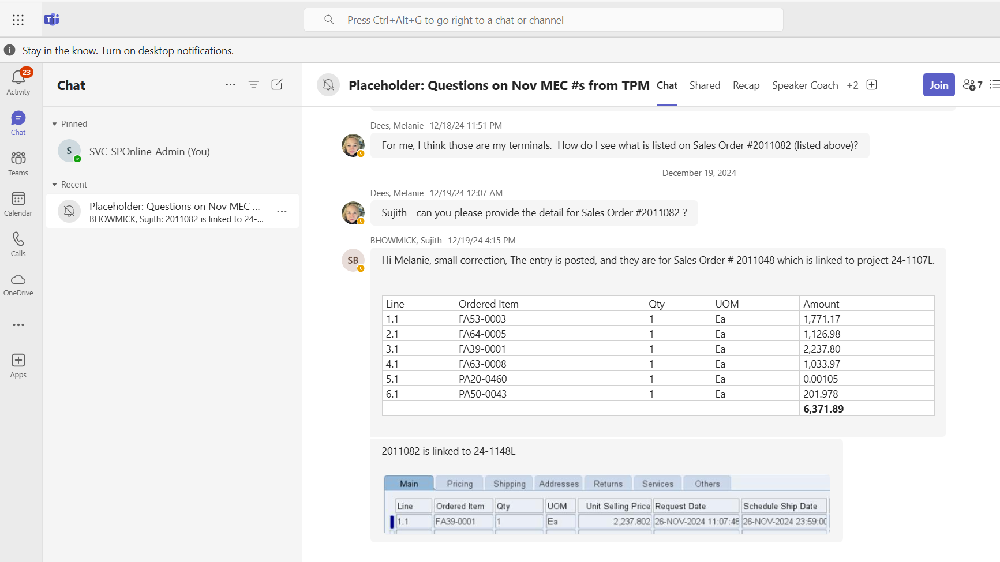 Press Ctrl+Alt+G to go right to a chat or channel
Stay in the know. Turn on desktop notifications.
23
Activity
Chat
Teams
Calendar
Calls
OneDrive
Apps
Chat
Pinned
S
SVC-SPOnline-Admin (You)
Recent
Placeholder: Questions on Nov MEC ...
BHOWMICK, Sujith: 2011082 is linked to 24-...
Placeholder: Questions on Nov MEC #s from TPM Chat Shared Recap Speaker Coach +2 Join 7
Dees, Melanie 12/18/24 11:51 PM
For me, I think those are my terminals. How do I see what is listed on Sales Order #2011082 (listed above)?
December 19, 2024
Dees, Melanie 12/19/24 12:07 AM
Sujith - can you please provide the detail for Sales Order #2011082 ?
BHOWMICK, Sujith 12/19/24 4:15 PM
SB
Hi Melanie, small correction, The entry is posted, and they are for Sales Order # 2011048 which is linked to project 24-1107L.
Line Ordered Item Qty UOM Amount
1.1 FA53-0003 1 Ea 1,771.17
2.1 FA64-0005 1 Ea 1,126.98
3.1 FA39-0001 1 Ea 2,237.80
4.1 FA63-0008 1 Ea 1,033.97
5.1 PA20-0460 1 Ea 0.00105
6.1 PA50-0043 1 Ea 201.978
6,371.89
2011082 is linked to 24-1148L
Main Pricing Shipping Addresses Returns Services Others
Line Ordered Item Qty UOM Unit Selling Price Request Date Schedule Ship Date
1.1 FA39-0001 1 Ea 2,237.802 26-NOV-2024 11:07:48 26-NOV-2024 23:59:00